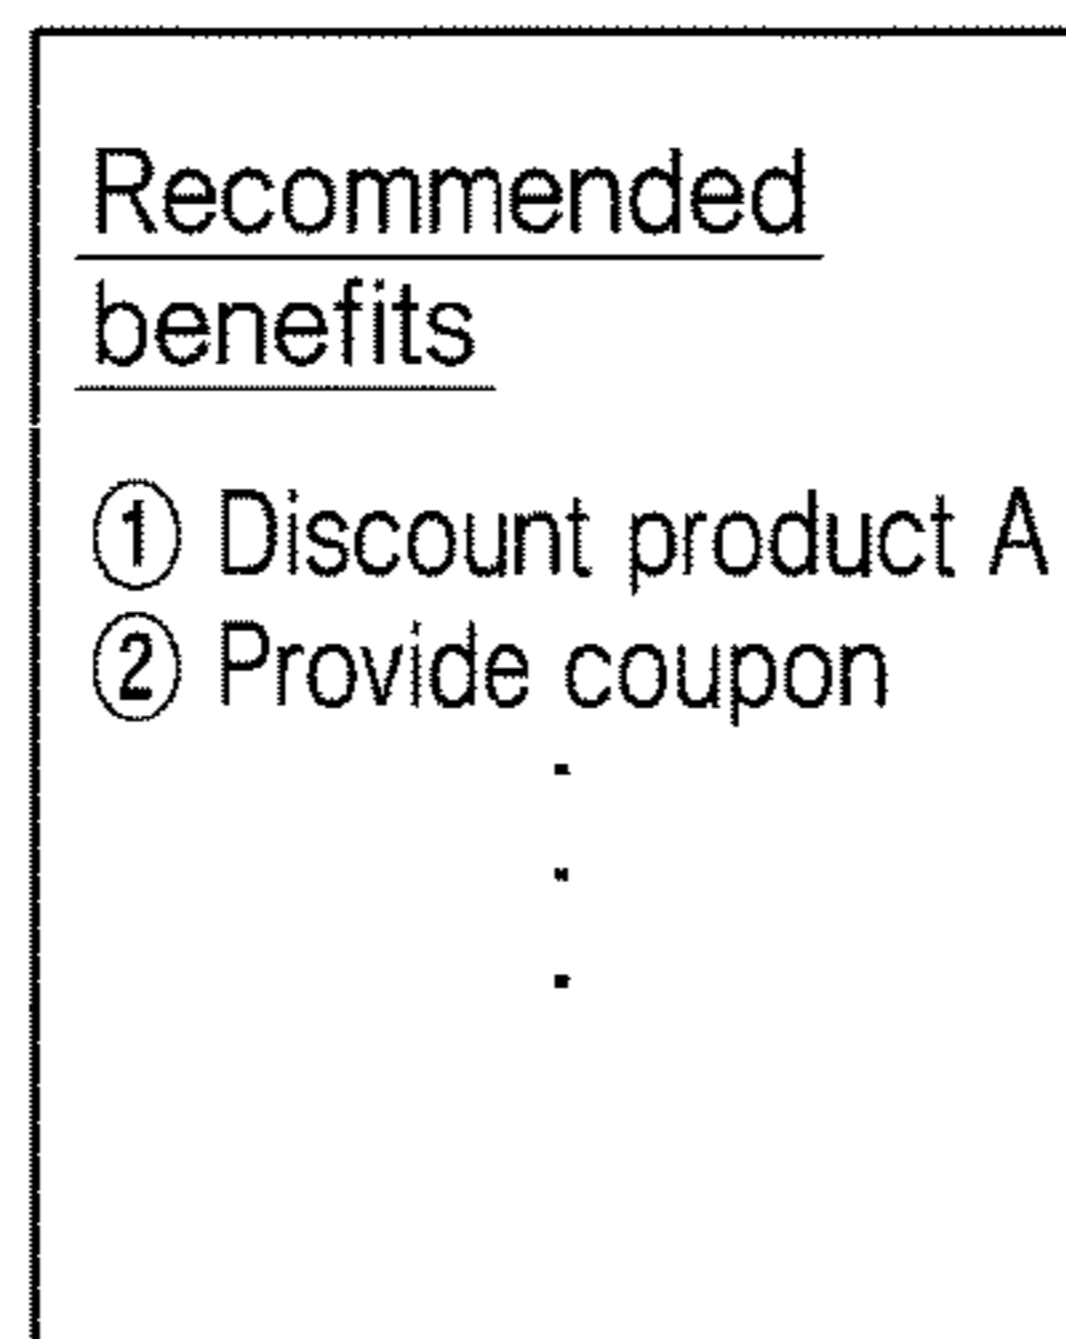 Recommended
benefits
① Discount product A
② Provide coupon
.
.
.